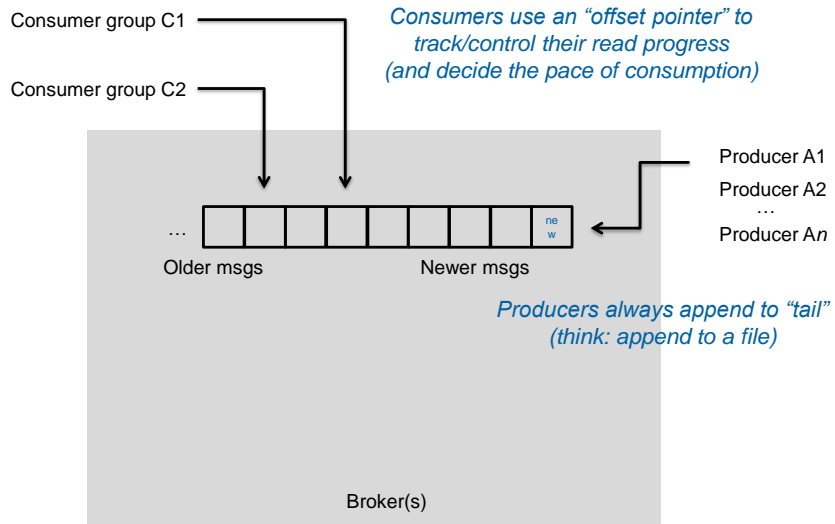 Consumer group C1
Consumers use an “offset pointer” to
track/control their read progress
(and decide the pace of consumption)
Consumer group C2
Producer A1
Producer A2
…
Producer An
ne
w
…
Older msgs
Newer msgs
Producers always append to “tail”
(think: append to a file)
Broker(s)